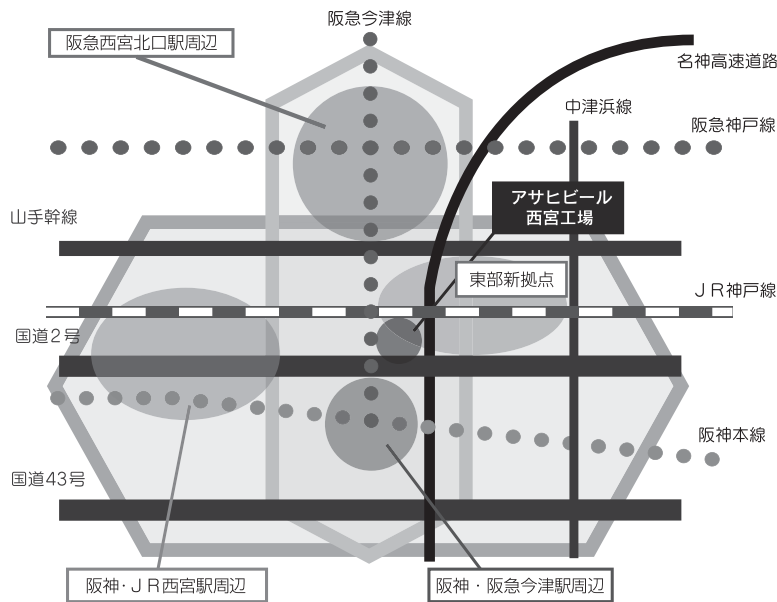 阪急今津線
阪急西宮北口駅周辺
名神高速道路
中津浜線
阪急神戸線
アサヒビール
西宮工場
山手幹線
東部新拠点
ＪＲ神戸線
国道2号
阪神本線
国道43号
阪神・ＪＲ西宮駅周辺
阪神・阪急今津駅周辺